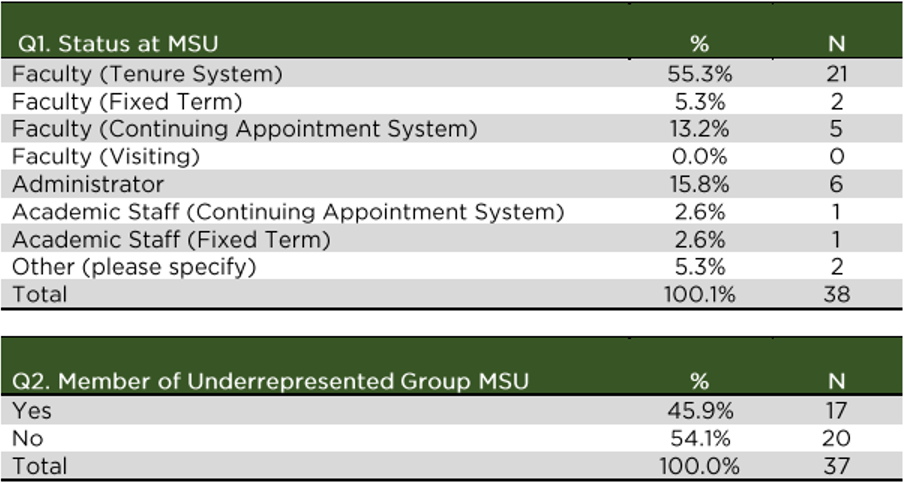 Q1. Status at MSU % N
Faculty (Tenure System) 55.3% 21
Faculty (Fixed Term) 5.3% 2
Faculty (Continuing Appointment System) 13.2% 5
Faculty (Visiting) 0.0% 0
Administrator 15.8% 6
Academic Staff (Continuing Appointment System) 2.6% 1
Academic Staff (Fixed Term) 2.6% 1
Other (please specify) 5.3% 2
Total 100.1% 38
Q2. Member of Underrepresented Group MSU % N
Yes 45.9% 17
No 54.1% 20
Total 100.0% 37